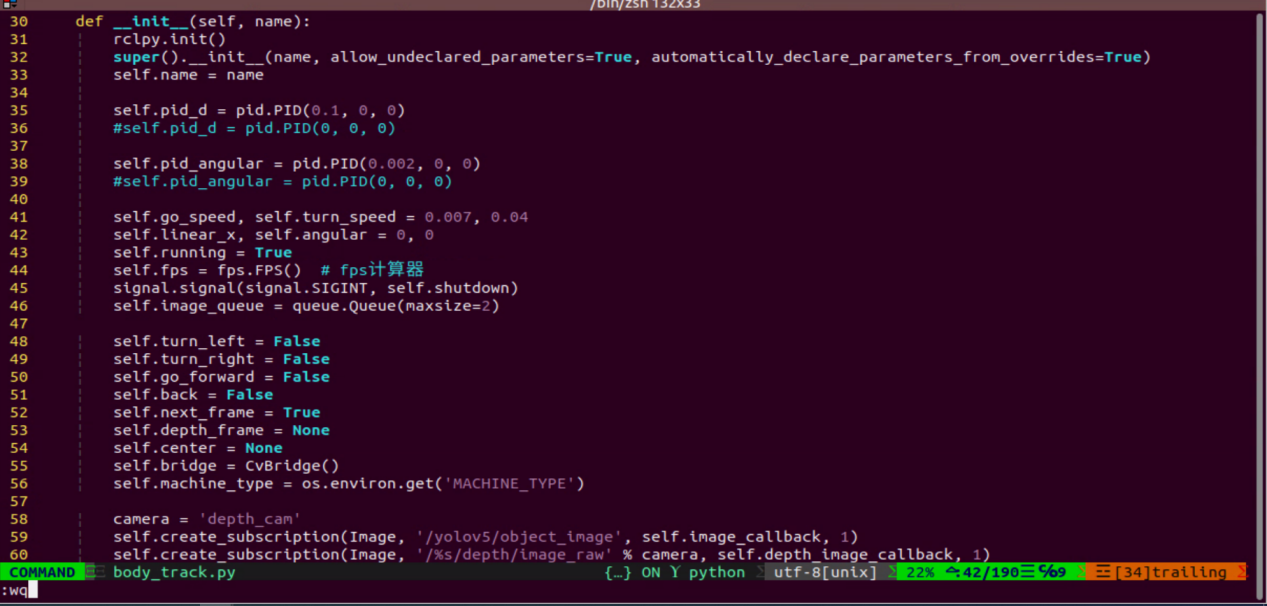 /bin/zsh 132x33
30 def __init__(self, name):
31 rclpy.init()
32 super().__init__(name, allow_undeclared_parameters=True, automatically_declare_parameters_from_overrides=True)
33 self.name = name
34
35 self.pid_d = pid.PID(0.1, 0, 0)
36 #self.pid_d = pid.PID(0, 0, 0)
37
38 self.pid_angular = pid.PID(0.002, 0, 0)
39 #self.pid_angular = pid.PID(0, 0, 0)
40
41 self.go_speed, self.turn_speed = 0.007, 0.04
42 self.linear_x, self.angular = 0, 0
43 self.running = True
44 self.fps = fps.FPS()  # fps计算器
45 signal.signal(signal.SIGINT, self.shutdown)
46 self.image_queue = queue.Queue(maxsize=2)
47
48 self.turn_left = False
49 self.turn_right = False
50 self.go_forward = False
51 self.back = False
52 self.next_frame = True
53 self.depth_frame = None
54 self.center = None
55 self.bridge = CvBridge()
56 self.machine_type = os.environ.get('MACHINE_TYPE')
57
58 camera = 'depth_cam'
59 self.create_subscription(Image, '/yolov5/object_image', self.image_callback, 1)
60 self.create_subscription(Image, '/%s/depth/image_raw' % camera, self.depth_image_callback, 1)
COMMAND body_track.py {…} ON python utf-8[unix] 22% :42/190☰℅9 [34]trailing
:wq